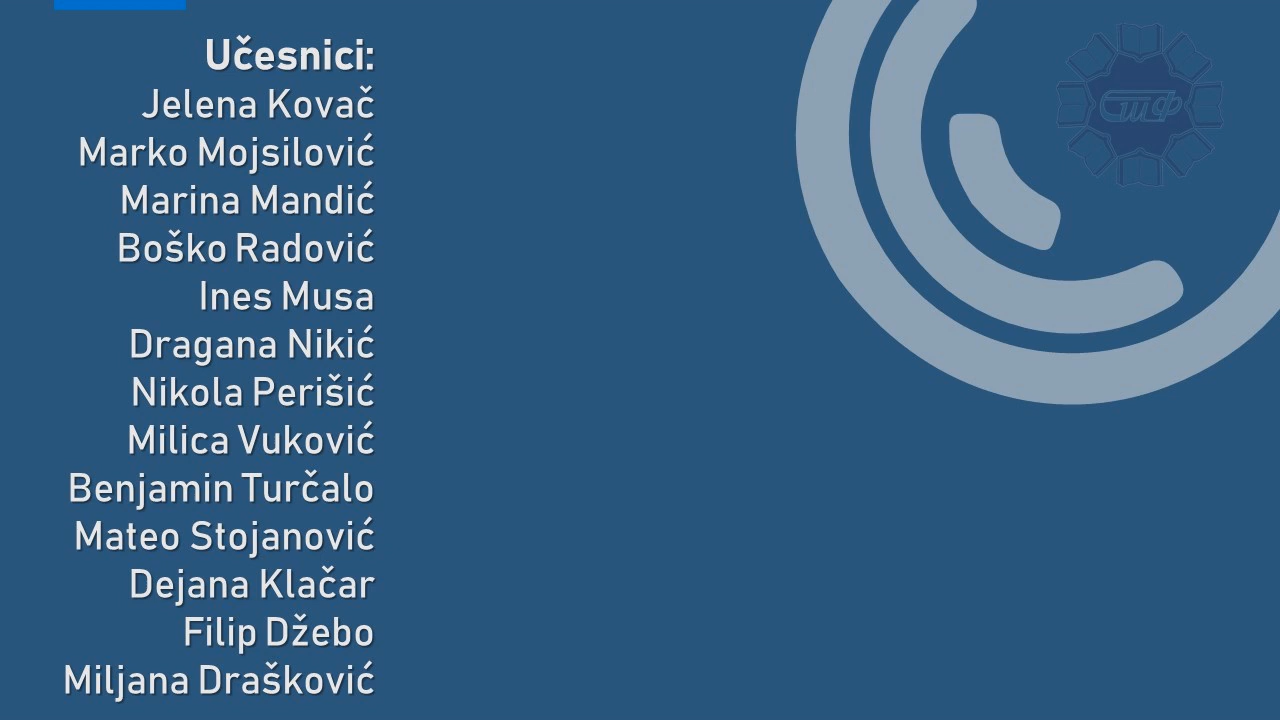 Učesnici:
Jelena Kovač
Marko Mojsilović
Marina Mandić
Boško Radović
Ines Musa
Dragana Nikić
Nikola Perišić
Milica Vuković
Benjamin Turčalo
Mateo Stojanović
Dejana Klačar
Filip Džebo
Miljana Drašković
СТФ